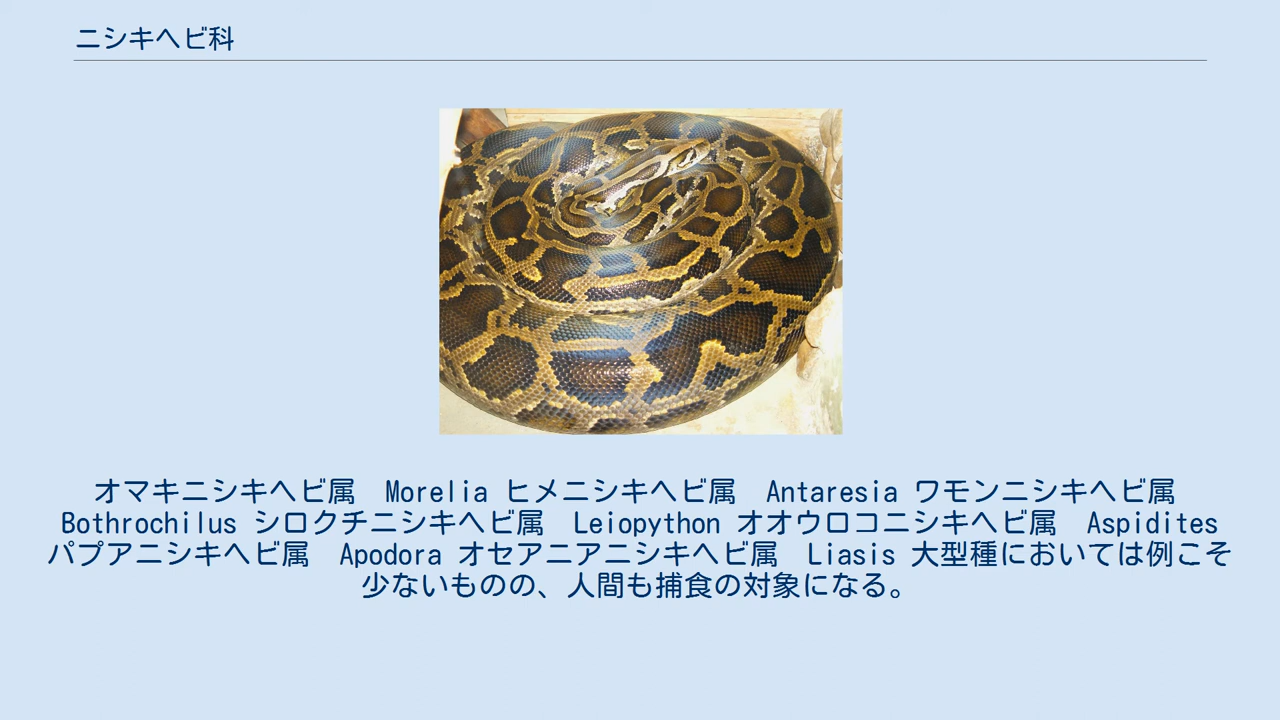 ニシキヘビ科
オマキニシキヘビ属　Morelia ヒメニシキヘビ属　Antaresia ワモンニシキヘビ属
Bothrochilus シロクチニシキヘビ属　Leiopython オオウロコニシキヘビ属　Aspidites
パプアニシキヘビ属　Apodora オセアニアニシキヘビ属　Liasis 大型種においては例こそ
少ないものの、人間も捕食の対象になる。